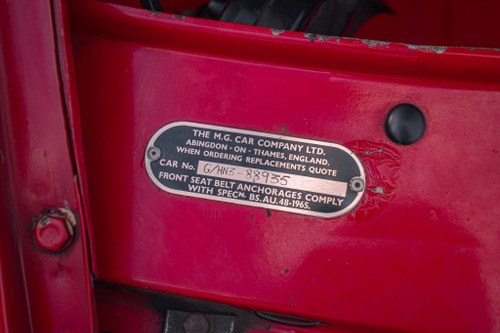 THE M.G. CAR COMPANY LTD.
ABINGDON - ON - THAMES, ENGLAND.
WHEN ORDERING REPLACEMENTS QUOTE
CAR No. G/HN3-88935
FRONT SEAT BELT ANCHORAGES COMPLY
WITH SPECN. BS.AU.48-1965.